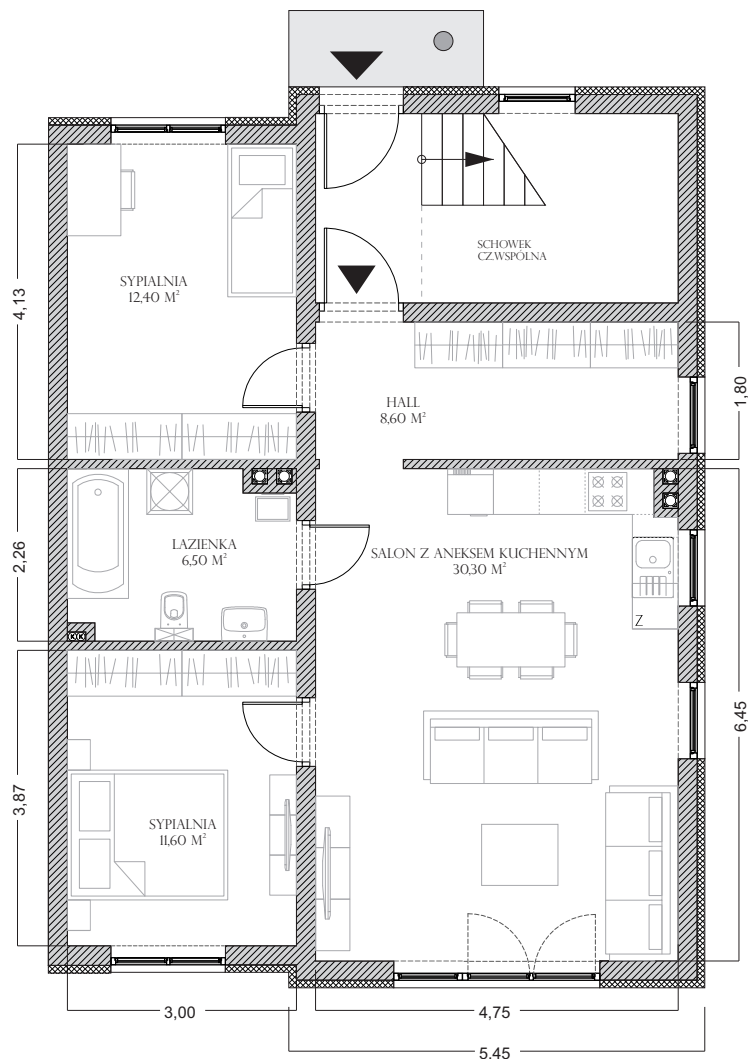 SCHOWEK
CZ.WSPÓLNA
SYPIALNIA
12,40 M²
4,13
HALL
8,60 M²
1,80
LAZIENKA
6,50 M²
2,26
SALON Z ANEKSEM KUCHENNYM
30,30 M²
Z
6,45
SYPIALNIA
11,60 M²
3,87
3,00
4,75
5,45